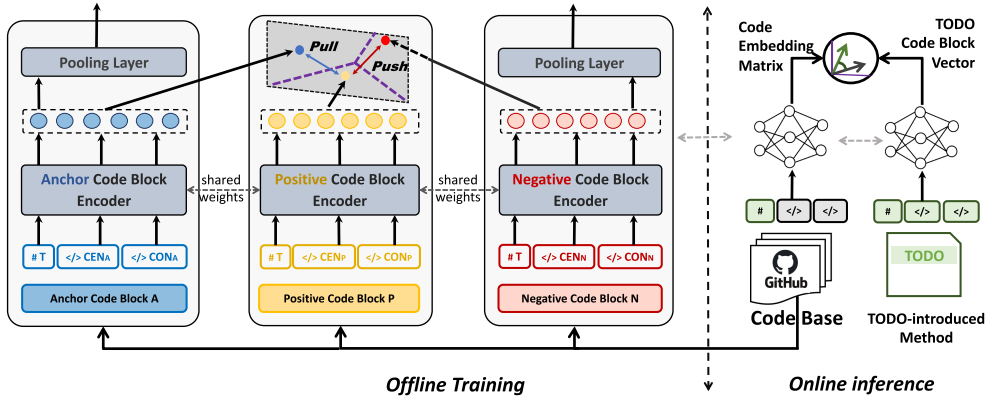 Pooling Layer
Pull
Push
Pooling Layer
Code
Embedding
Matrix
TODO
Code Block
Vector
Anchor Code Block
Encoder
shared
weights
Positive Code Block
Encoder
shared
weights
Negative Code Block
Encoder
# T
</> CENA
</> CONA
# T
</> CENP
</> CONP
# T
</> CENN
</> CONN
#
</>
</>
#
</>
</>
Anchor Code Block A
Positive Code Block P
Negative Code Block N
GitHub
TODO
Code Base
TODO-introduced
Method
Offline Training
Online inference